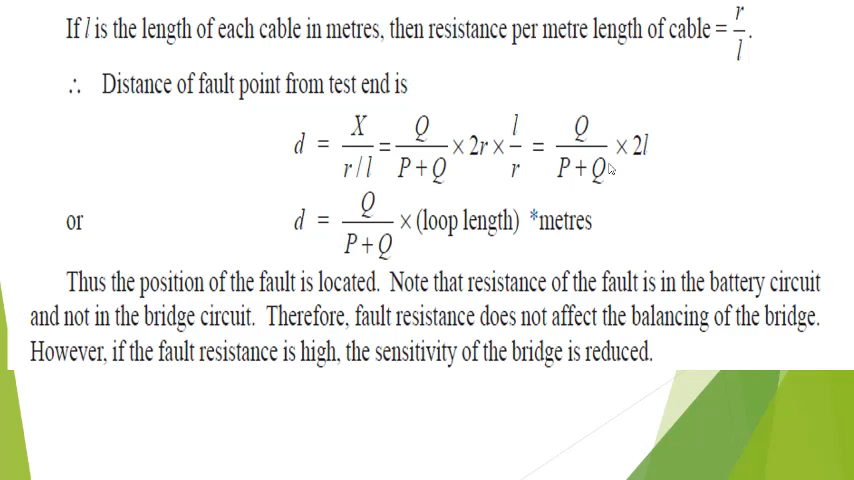 If l is the length of each cable in metres, then resistance per metre length of cable = r/l.
∴ Distance of fault point from test end is
d = X/(r / l) = Q/(P + Q) × 2r × l/r = Q/(P + Q) × 2l
or d = Q/(P + Q) × (loop length) *metres
Thus the position of the fault is located. Note that resistance of the fault is in the battery circuit
and not in the bridge circuit. Therefore, fault resistance does not affect the balancing of the bridge.
However, if the fault resistance is high, the sensitivity of the bridge is reduced.